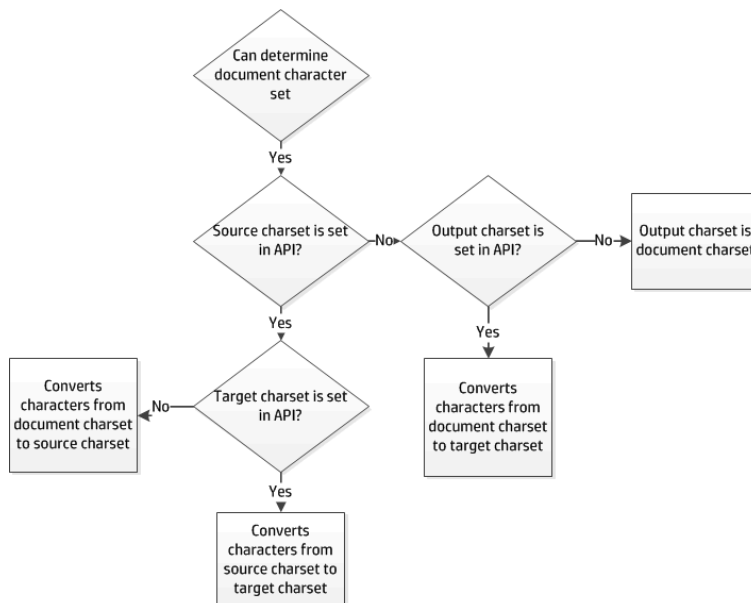 Can determine
document character
set
Yes
Source charset is set
in API?
No
Output charset is
set in API?
No
Output charset is
document charset
Yes
Yes
Converts
characters from
document charset
to source charset
No
Target charset is set
in API?
Converts
characters from
document charset
to target charset
Yes
Converts
characters from
source charset to
target charset